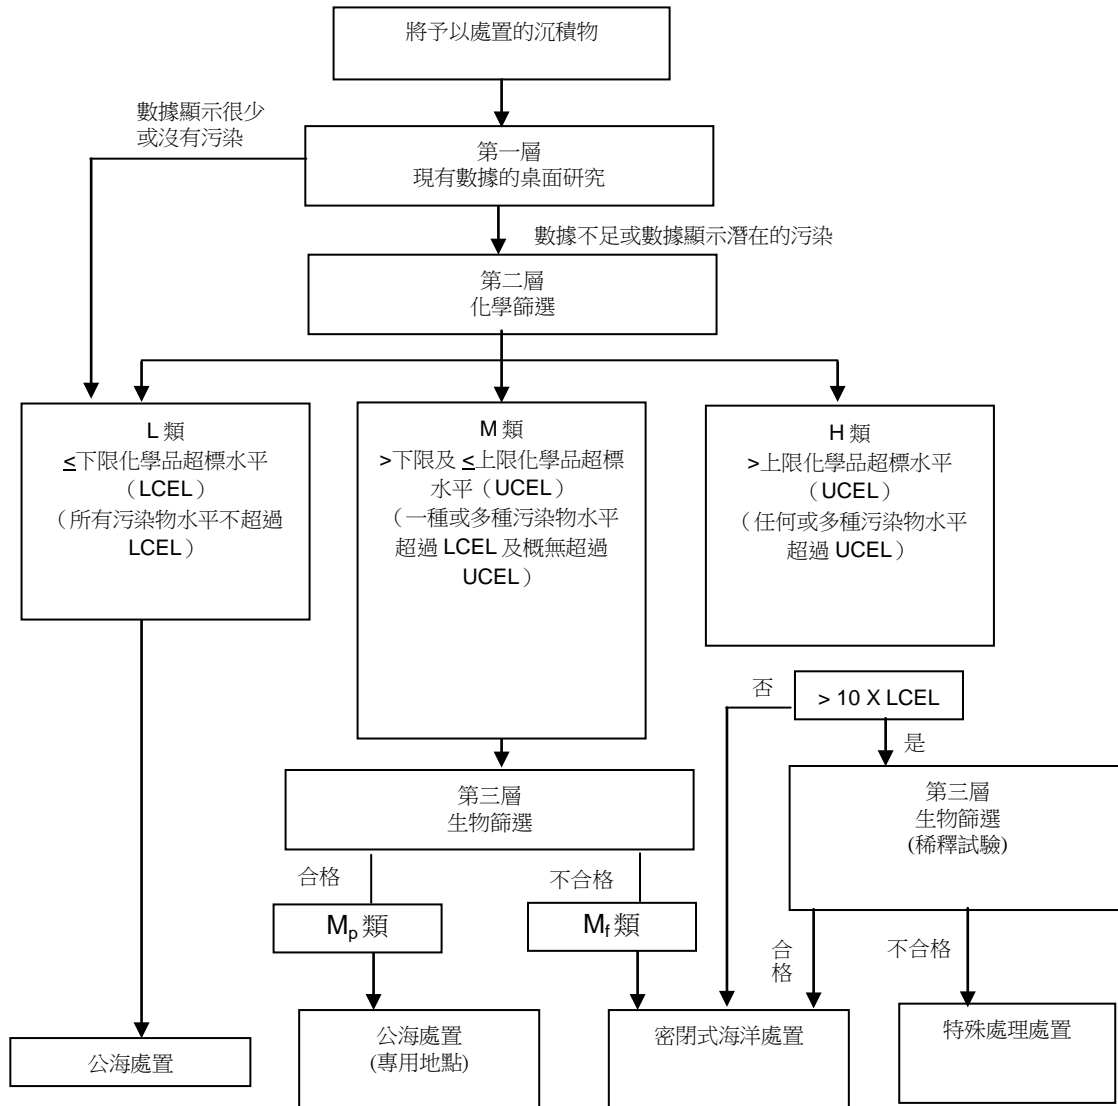 將予以處置的沉積物
數據顯示很少
或沒有污染
第一層
現有數據的桌面研究
數據不足或數據顯示潛在的污染
第二層
化學篩選
L 類
≤下限化學品超標水平
（LCEL）
（所有污染物水平不超過
LCEL）
M 類
>下限及 ≤上限化學品超標
水平（UCEL）
（一種或多種污染物水平
超過 LCEL 及概無超過
UCEL）
H 類
>上限化學品超標水平
（UCEL）
（任何或多種污染物水平
超過 UCEL）
否
> 10 X LCEL
是
第三層
生物篩選
第三層
生物篩選
(稀釋試驗)
合格
不合格
Mp 類
Mf 類
合
格
不合格
公海處置
公海處置
(專用地點)
密閉式海洋處置
特殊處理處置